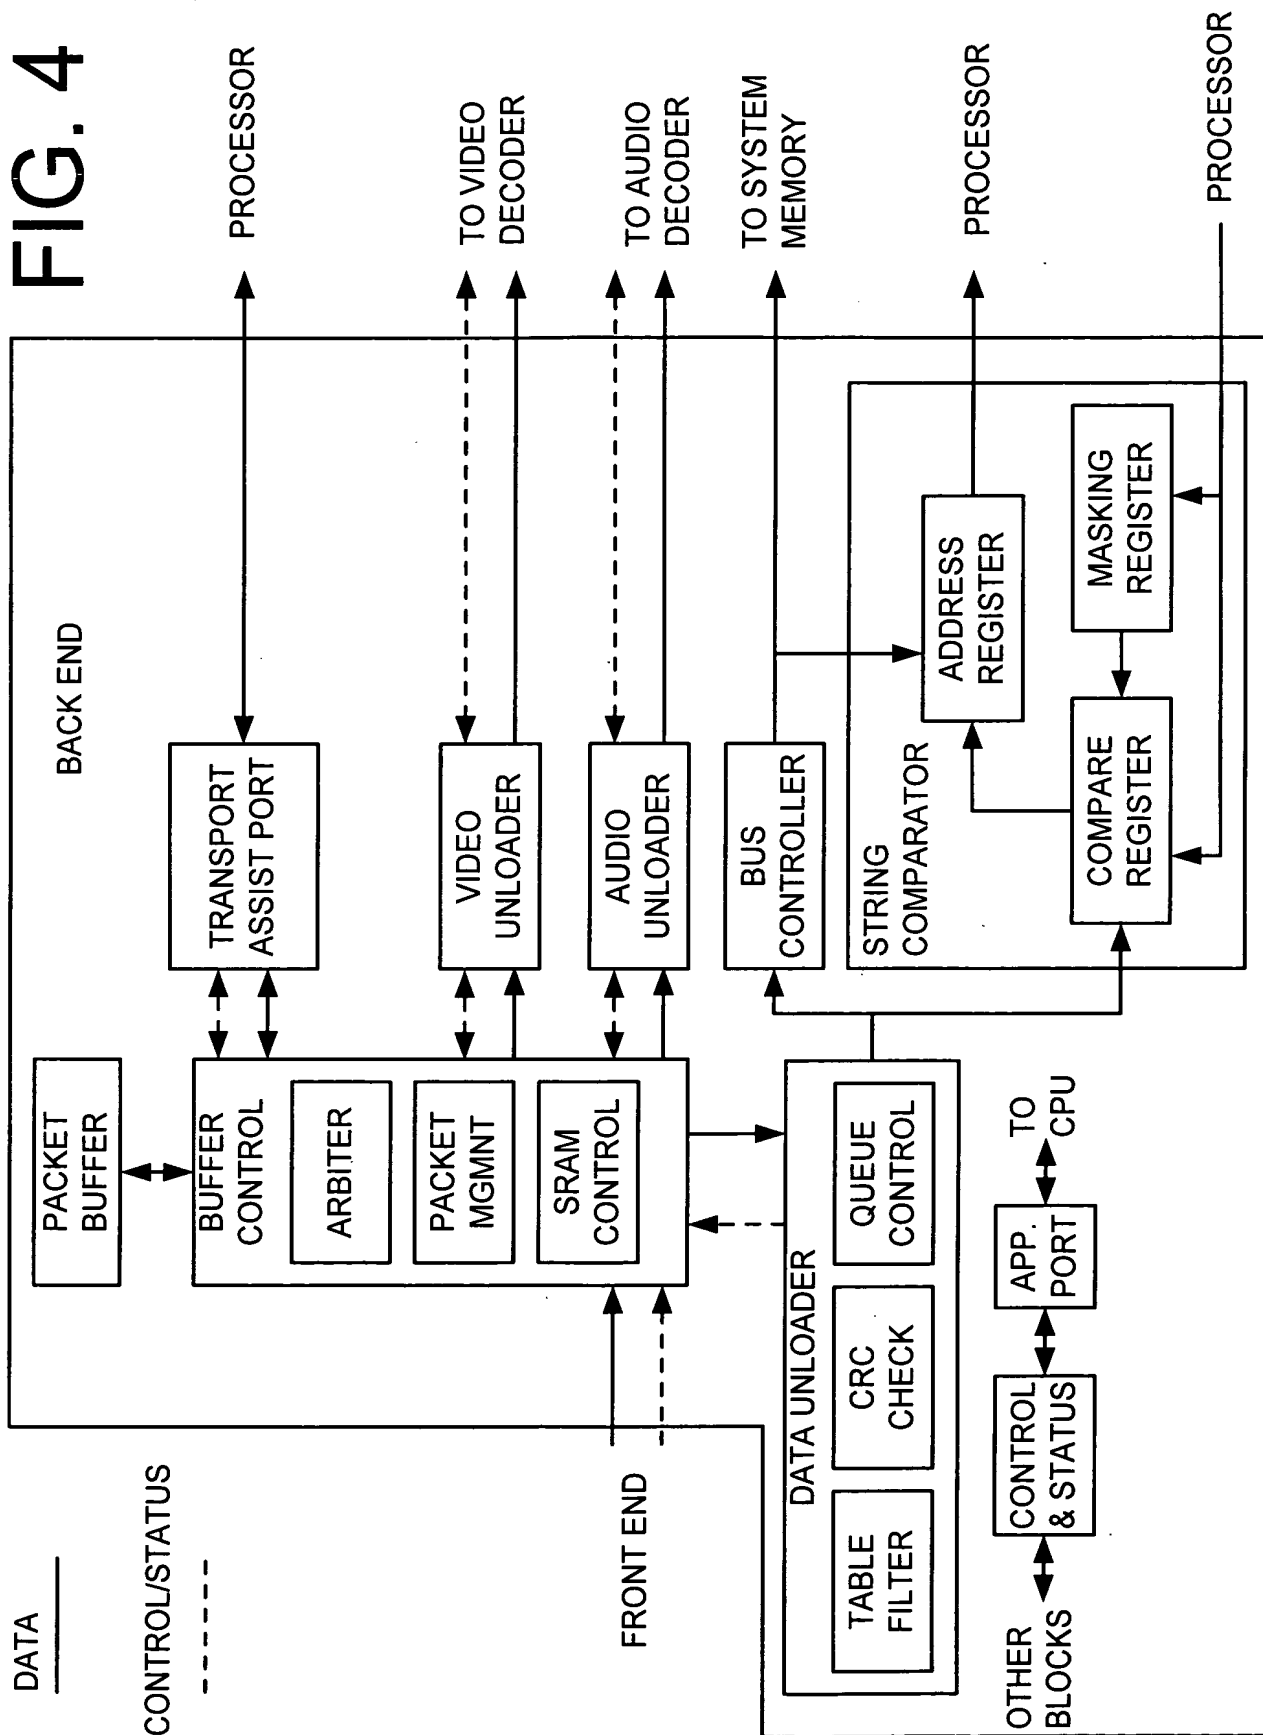 FIG. 4
DATA
CONTROL/STATUS
BACK END
PACKET
BUFFER
BUFFER
CONTROL
ARBITER
PACKET
MGMNT
SRAM
CONTROL
TRANSPORT
ASSIST PORT
PROCESSOR
VIDEO
UNLOADER
TO VIDEO
DECODER
AUDIO
UNLOADER
TO AUDIO
DECODER
FRONT END
BUS
CONTROLLER
TO SYSTEM
MEMORY
DATA UNLOADER
TABLE
FILTER
CRC
CHECK
QUEUE
CONTROL
STRING
COMPARATOR
ADDRESS
REGISTER
PROCESSOR
COMPARE
REGISTER
MASKING
REGISTER
PROCESSOR
OTHER
BLOCKS
CONTROL
& STATUS
APP.
PORT
TO
CPU